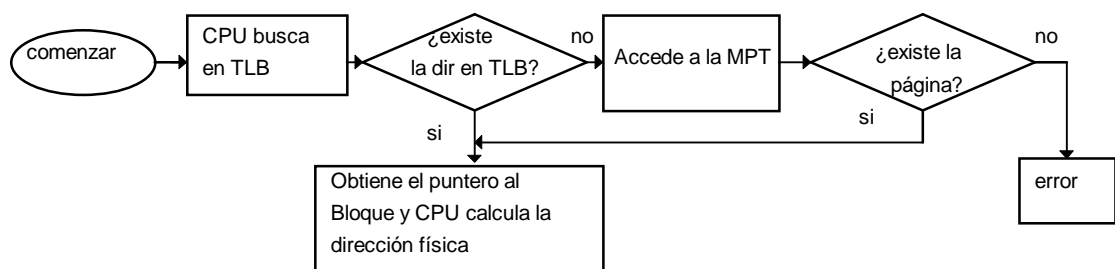 comenzar
CPU busca
en TLB
¿existe
la dir en TLB?
no
Accede a la MPT
¿existe la
página?
no
si
si
Obtiene el puntero al
Bloque y CPU calcula la
dirección física
error